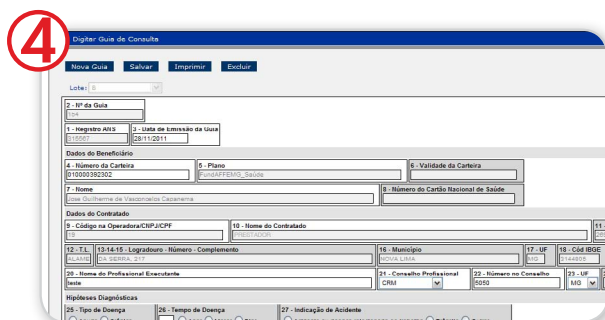 4
Digitar Guia de Consulta
Nova Guia Salvar Imprimir Excluir
Lote: 8
2 - Nº da Guia
164
1 - Registro ANS 3 - Data de Emissão da Guia
28/11/2011
Dados do Beneficiário
4 - Número da Carteira 5 - Plano 6 - Validade da Carteira
010000392302 FundAFFEMG_Saúde
7 - Nome 8 - Número do Cartão Nacional de Saúde
Jose Guilherme de Vasconcelos Capanema
Dados do Contratado
9 - Código na Operadora/CNPJ/CPF 10 - Nome do Contratado 11 -
19 PRESTADOR
12 - T.L. 13-14-15 - Logradouro - Número - Complemento 16 - Município 17 - UF 18 - Cód IBGE
ALAME DA SERRA, 217 NOVA LIMA MG 3144805
20 - Nome do Profissional Executante 21 - Conselho Profissional 22 - Número no Conselho 23 - UF
teste CRM 5050 MG
Hipóteses Diagnósticas
25 - Tipo de Doença 26 - Tempo de Doença 27 - Indicação de Acidente